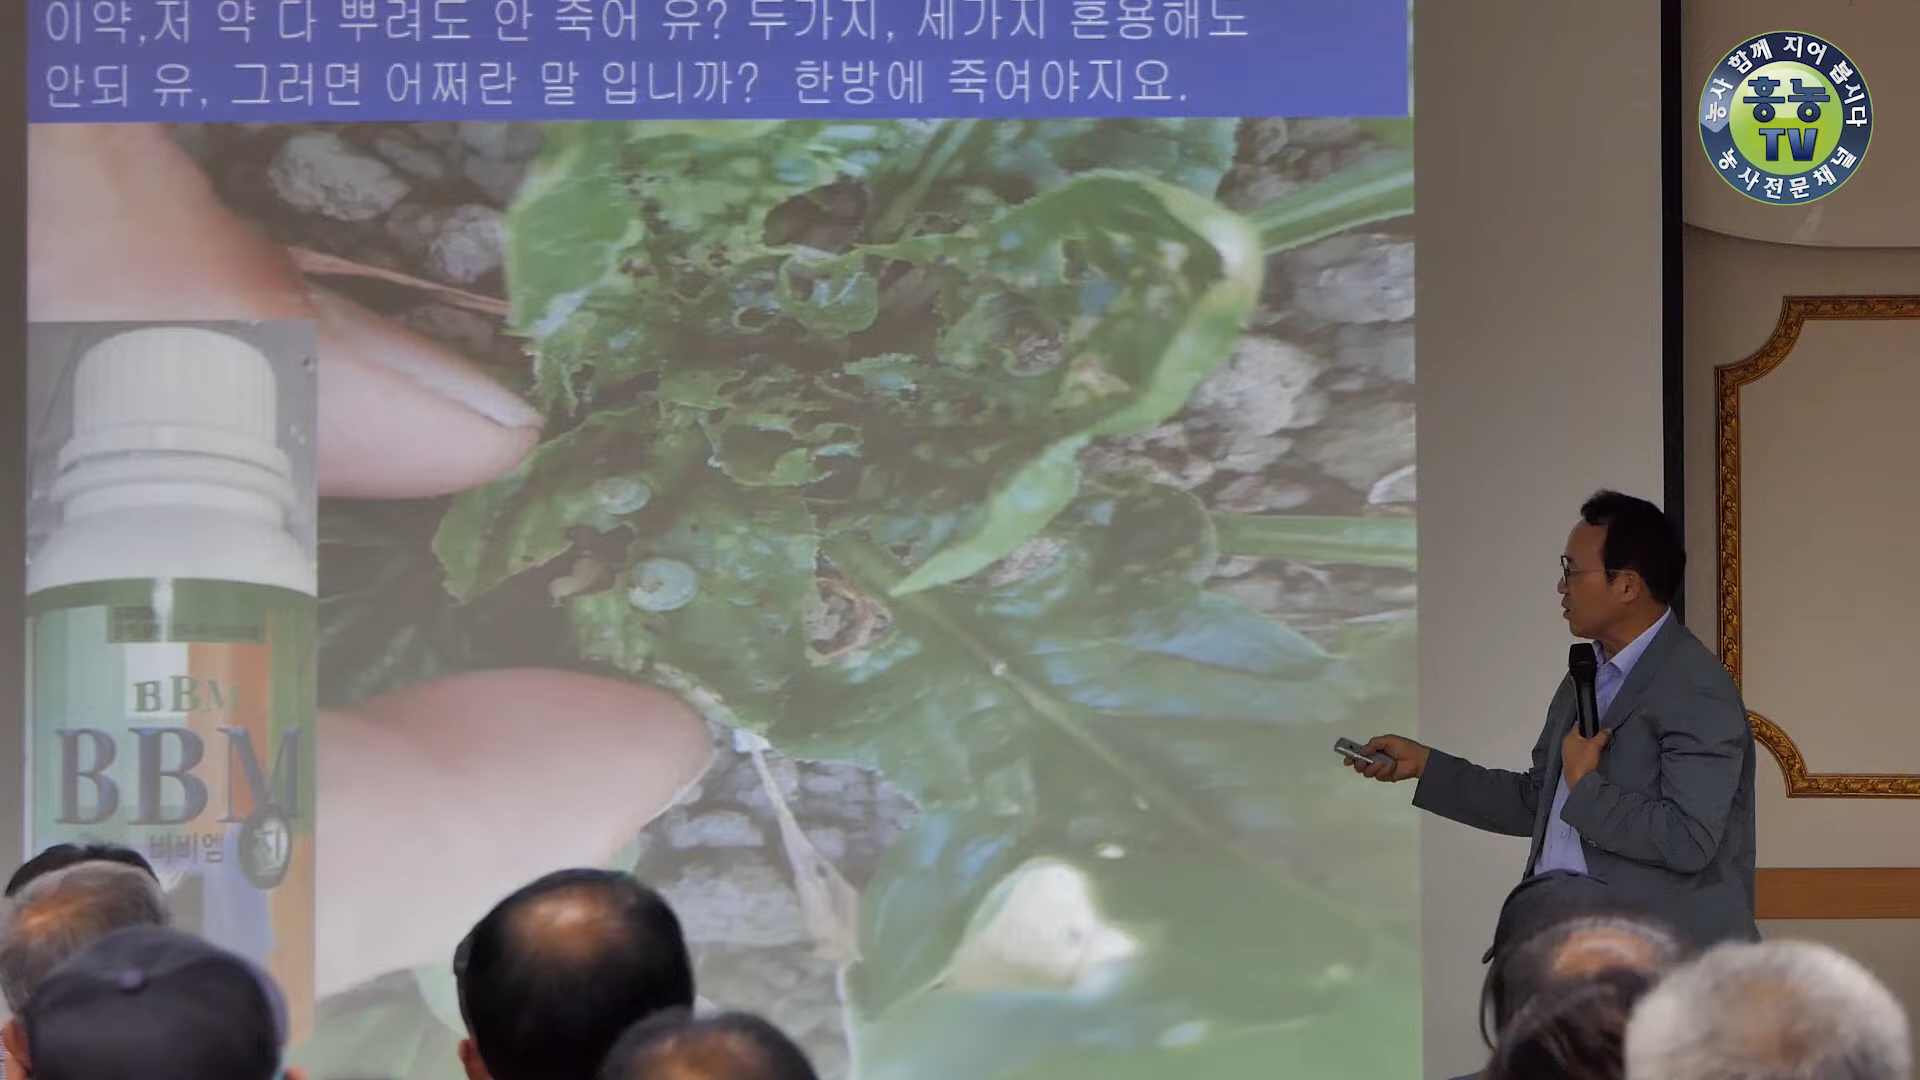 이약,저 약 다 뿌려도 안 죽어 유? 두가지, 세가지 혼용해도
안되 유, 그러면 어쩌란 말 입니까? 한방에 죽여야지요.
농사 함께 지어 봅시다
흥농
TV
농사전문채널
BBM
BBM
비비엠